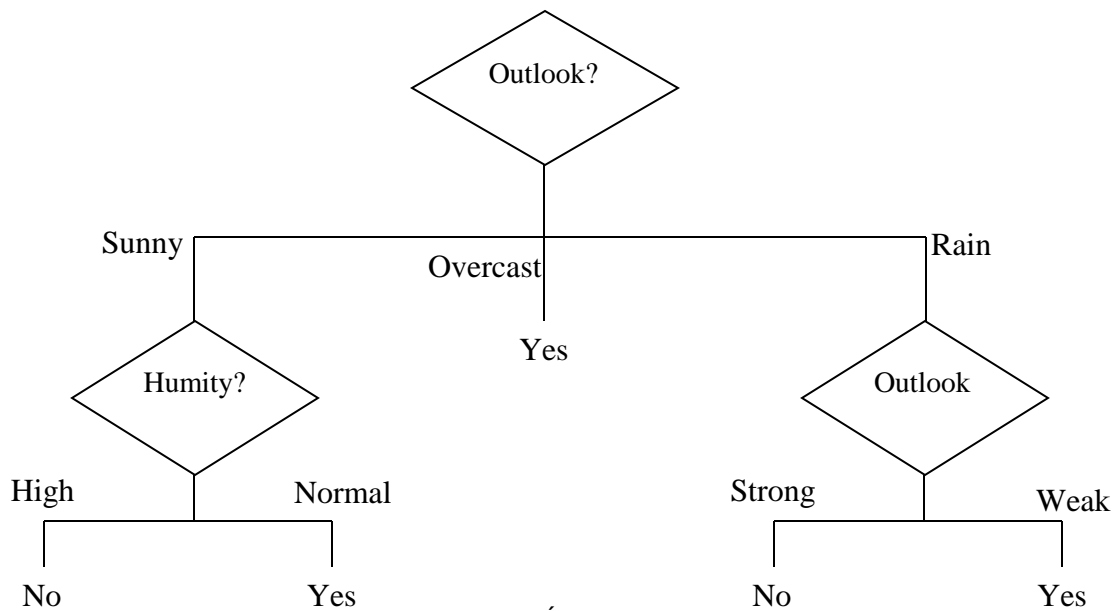 Outlook?
Sunny
Overcast
Rain
Yes
Humity?
Outlook
High
Normal
Strong
Weak
No
Yes
No
Yes